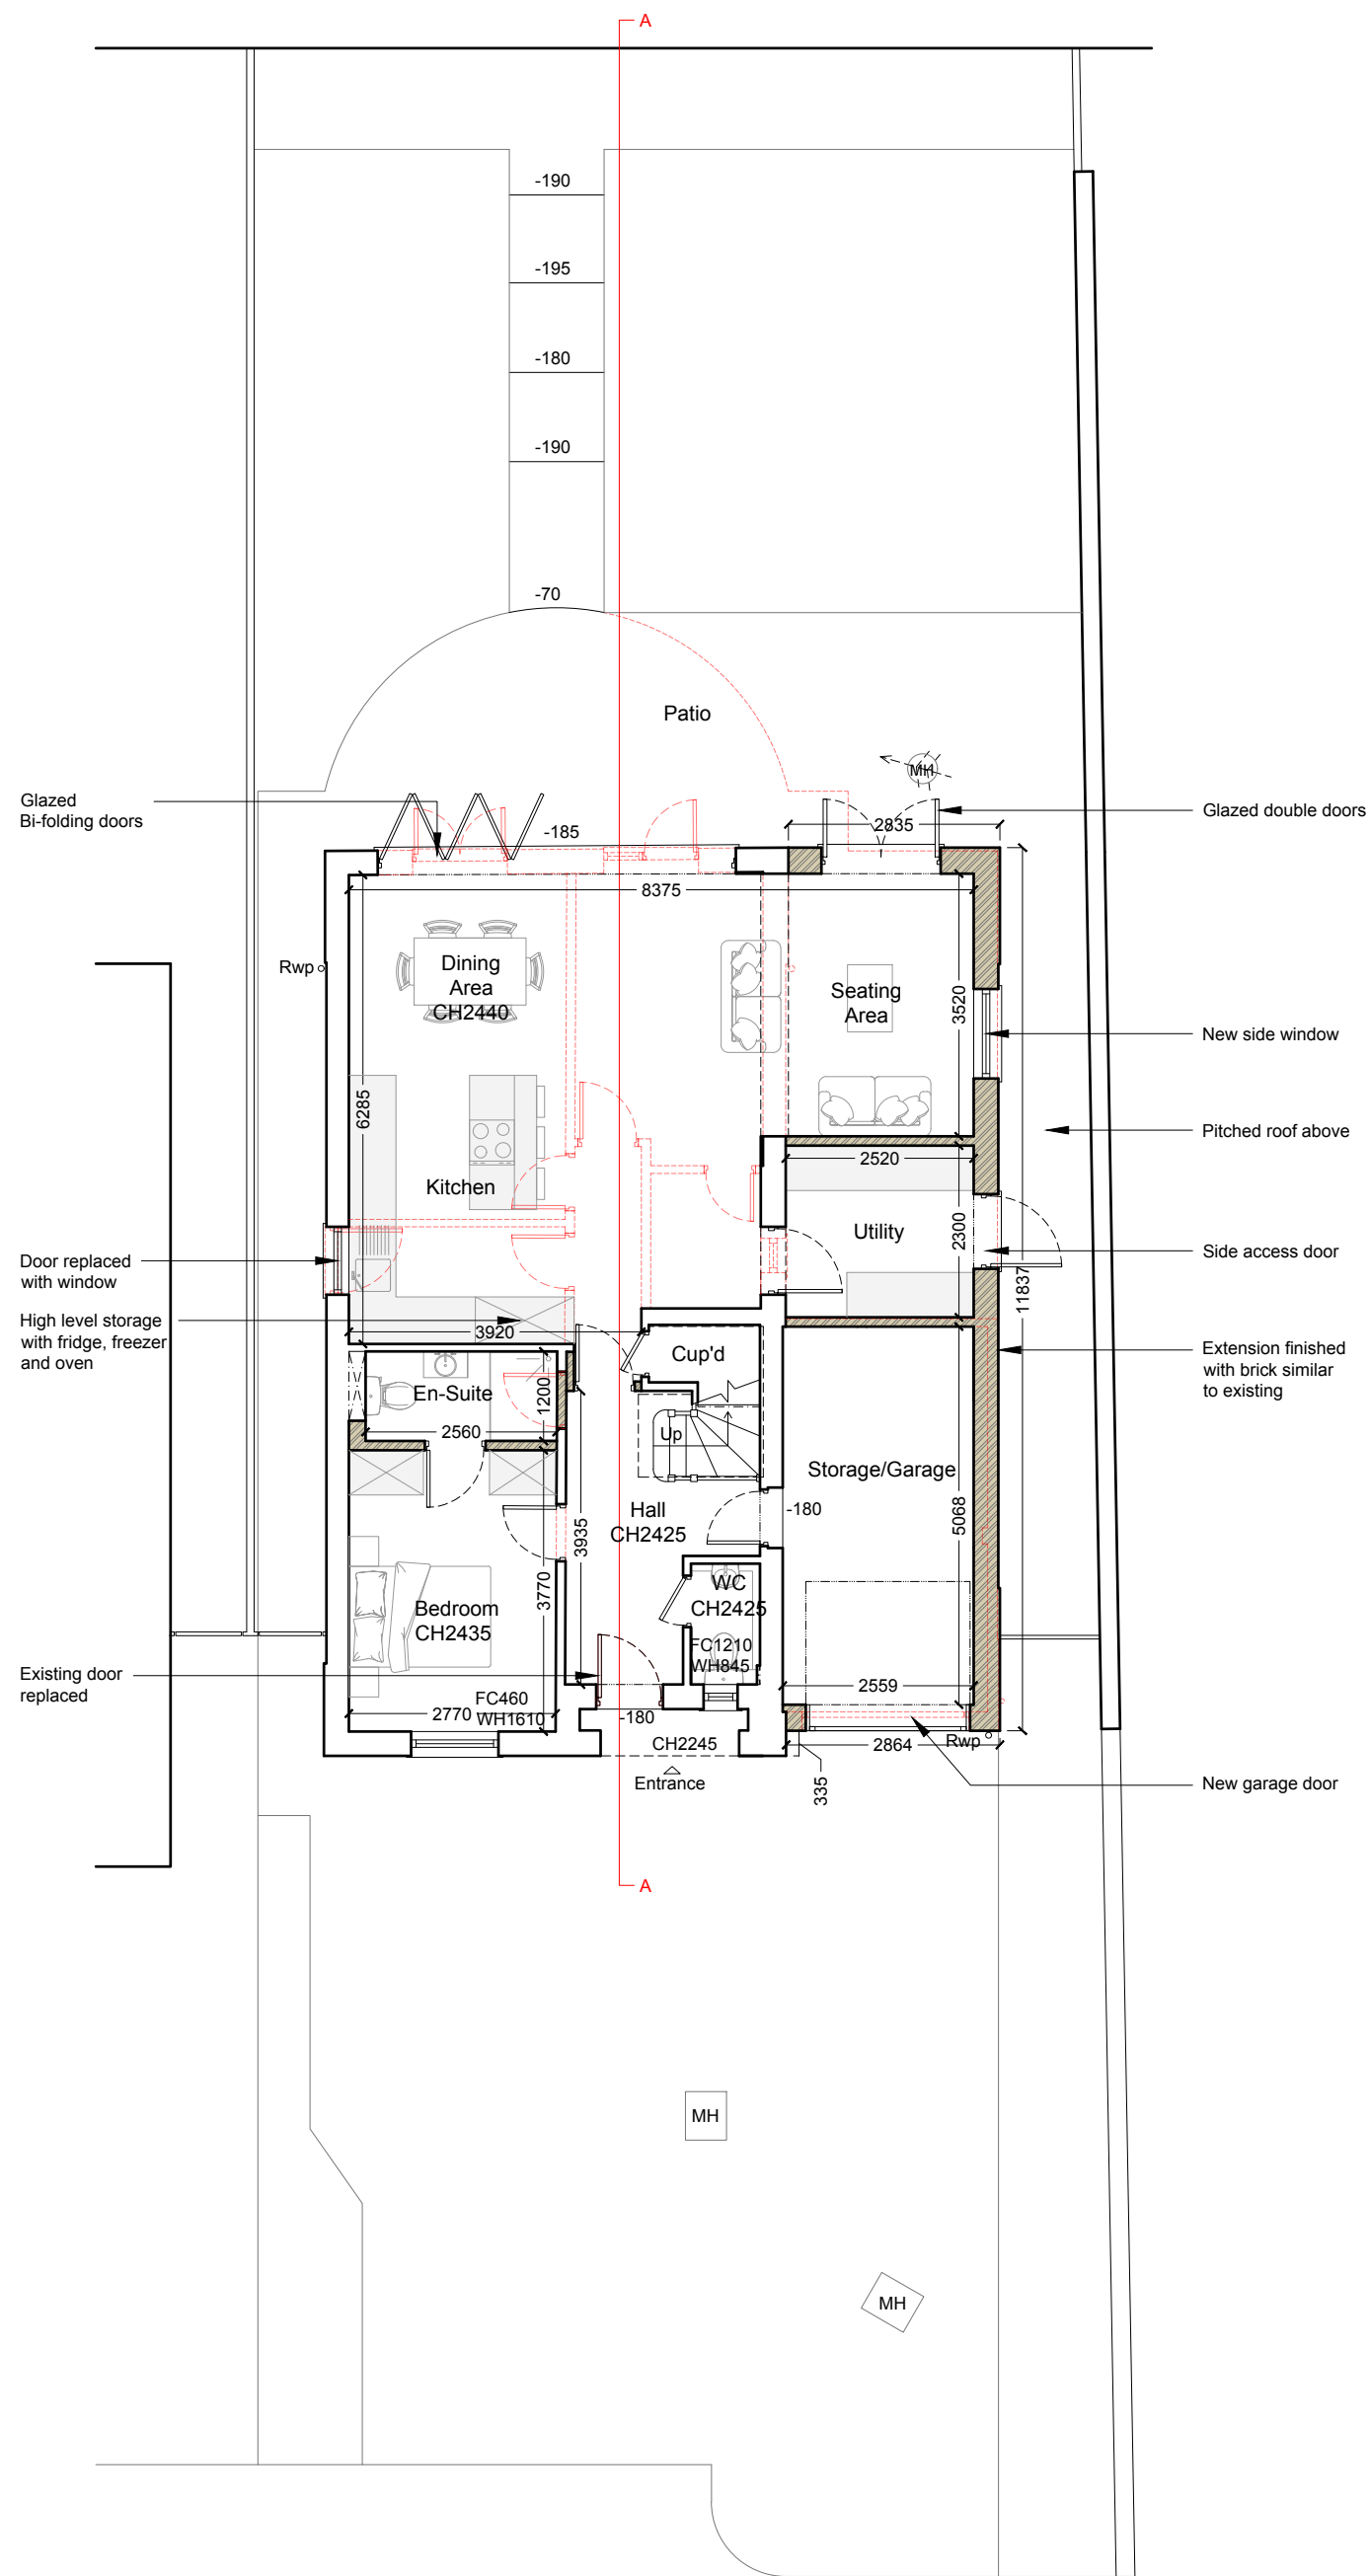 A
-190
-195
-180
-190
-70
Patio
MH
Glazed
Bi-folding doors
Glazed double doors
-185
2835
8375
Rwp
Dining
Area
CH2440
Seating
Area
3520
New side window
6285
Pitched roof above
2520
Kitchen
Utility
2300
Door replaced
with window
Side access door
11837
High level storage
with fridge, freezer
and oven
3920
Cup'd
Extension finished
with brick similar
to existing
En-Suite
1200
2560
Up
Storage/Garage
Hall
CH2425
-180
5068
3935
WC
CH2425
Bedroom
CH2435
3770
FC1210
WH845
Existing door
replaced
2559
FC460
2770
WH1610
-180
CH2245
2864
Rwp
Entrance
335
New garage door
A
MH
MH